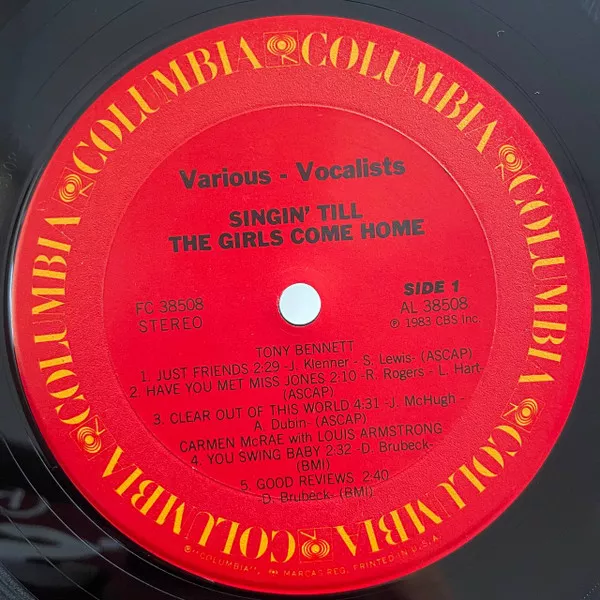 COLUMBIA COLUMBIA COLUMBIA COLUMBIA COLUMBIA COLUMBIA
Various - Vocalists
SINGIN' TILL
THE GIRLS COME HOME
FC 38508
STEREO
SIDE 1
AL 38508
℗ 1983 CBS Inc.
TONY BENNETT
1. JUST FRIENDS 2:29 -J. Klenner - S. Lewis- (ASCAP)
2. HAVE YOU MET MISS JONES 2:10 -R. Rogers - L. Hart-
(ASCAP)
3. CLEAR OUT OF THIS WORLD 4:31 -J. McHugh -
A. Dubin- (ASCAP)
CARMEN McRAE with LOUIS ARMSTRONG
4. YOU SWING BABY 2:32 -D. Brubeck-
(BMI)
5. GOOD REVIEWS 2:40
-D. Brubeck- (BMI)
®"COLUMBIA", MARCAS REG. PRINTED IN U.S.A.